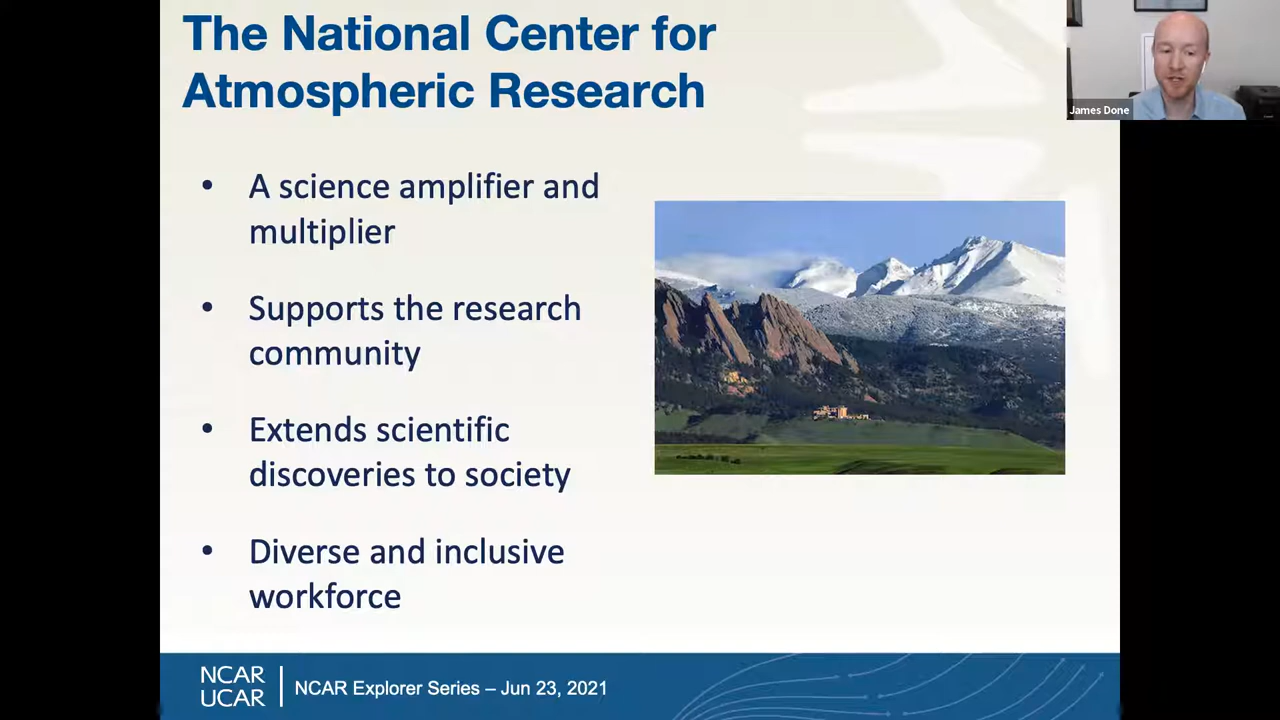 The National Center for
Atmospheric Research
James Done
• A science amplifier and
multiplier
• Supports the research
community
• Extends scientific
discoveries to society
• Diverse and inclusive
workforce
NCAR
UCAR
NCAR Explorer Series – Jun 23, 2021